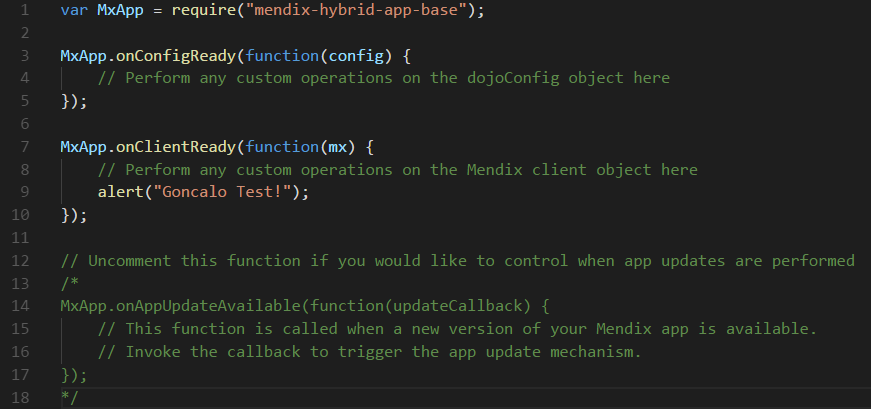 1 var MxApp = require("mendix-hybrid-app-base");
2
3 MxApp.onConfigReady(function(config) {
4     // Perform any custom operations on the dojoConfig object here
5 });
6
7 MxApp.onClientReady(function(mx) {
8     // Perform any custom operations on the Mendix client object here
9     alert("Goncalo Test!");
10 });
11
12 // Uncomment this function if you would like to control when app updates are performed
13 /*
14 MxApp.onAppUpdateAvailable(function(updateCallback) {
15     // This function is called when a new version of your Mendix app is available.
16     // Invoke the callback to trigger the app update mechanism.
17 });
18 */